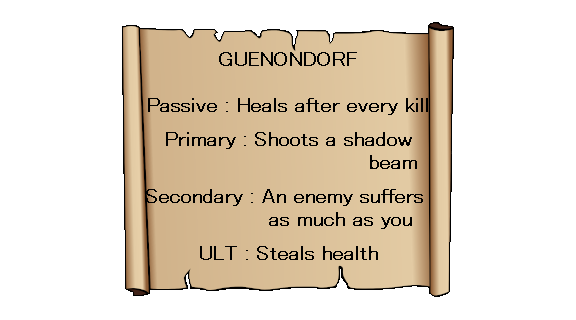 GUENONDORF
Passive : Heals after every kill
Primary : Shoots a shadow
beam
Secondary : An enemy suffers
as much as you
ULT : Steals health